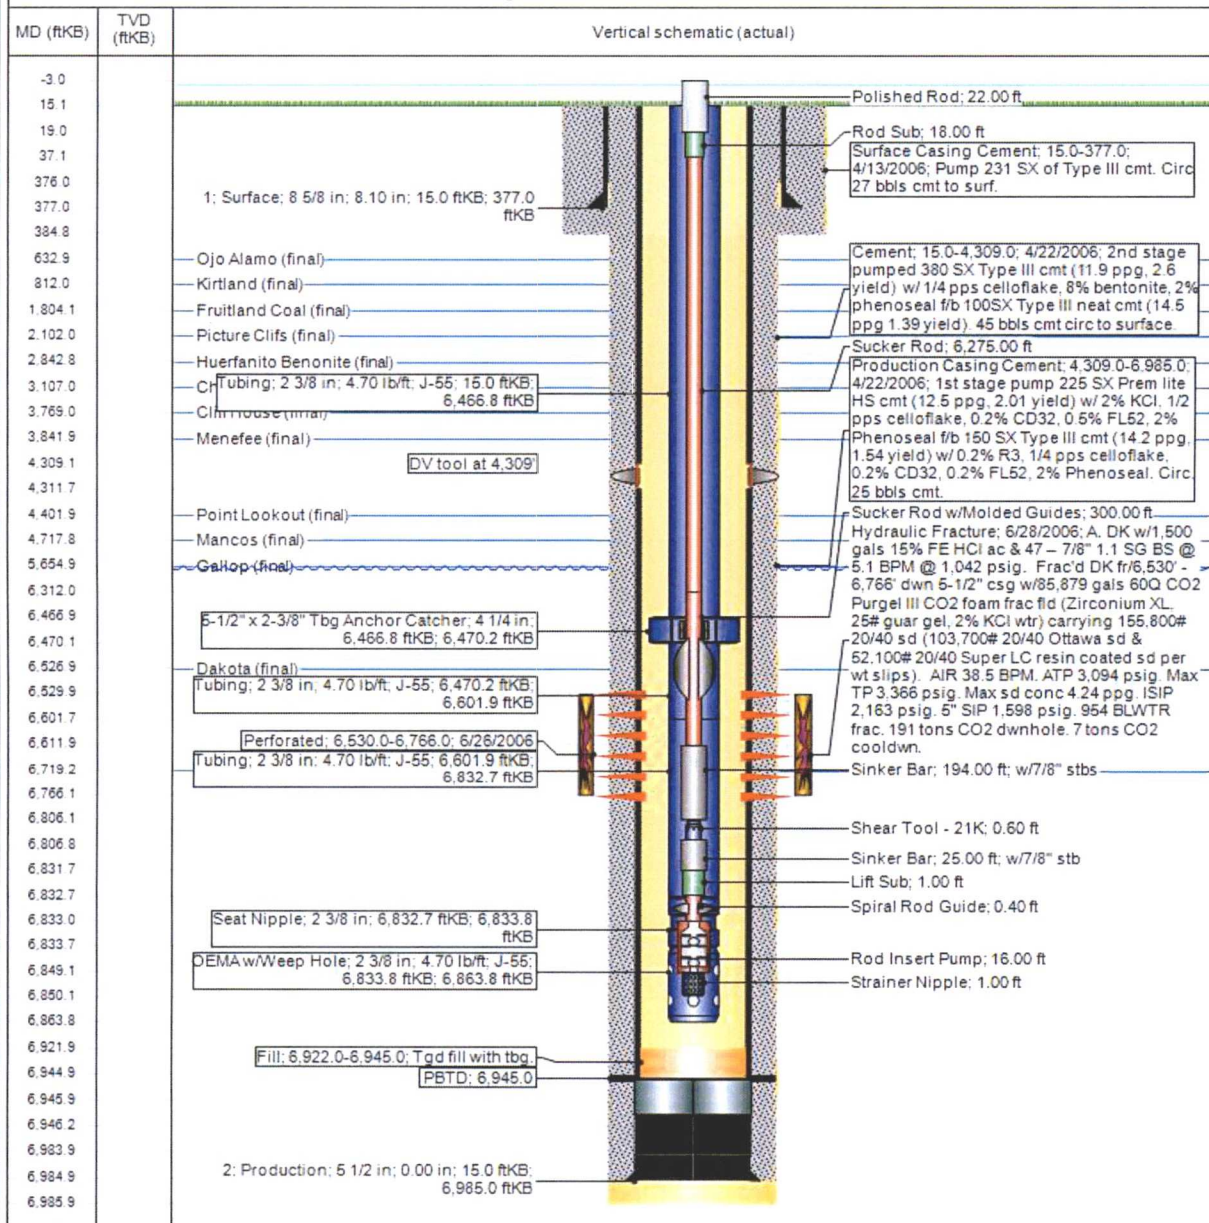 MD (ftKB)
TVD
(ftKB)
Vertical schematic (actual)
-3.0
15.1
19.0
37.1
376.0
377.0
384.8
632.9
812.0
1,804.1
2,102.0
2,842.8
3,107.0
3,769.0
3,841.9
4,309.1
4,311.7
4,401.9
4,717.8
5,654.9
6,312.0
6,466.9
6,470.1
6,526.9
6,529.9
6,601.7
6,611.9
6,719.2
6,766.1
6,806.1
6,806.8
6,831.7
6,832.7
6,833.0
6,833.7
6,849.1
6,850.1
6,863.8
6,921.9
6,944.9
6,945.9
6,946.2
6,983.9
6,984.9
6,985.9
1; Surface; 8 5/8 in; 8.10 in; 15.0 ftKB; 377.0
ftKB
Ojo Alamo (final)
Kirtland (final)
Fruitland Coal (final)
Picture Clifs (final)
Huerfanito Benonite (final)
Ch
Tubing; 2 3/8 in; 4.70 lb/ft; J-55; 15.0 ftKB;
6,466.8 ftKB
(final)
Menefee (final)
DV tool at 4,309'
Point Lookout (final)
Mancos (final)
Gallop (final)
5-1/2" x 2-3/8" Tbg Anchor Catcher; 4 1/4 in;
6,466.8 ftKB; 6,470.2 ftKB
Dakota (final)
Tubing; 2 3/8 in; 4.70 lb/ft; J-55; 6,470.2 ftKB;
6,601.9 ftKB
Perforated; 6,530.0-6,766.0; 6/26/2006
Tubing; 2 3/8 in; 4.70 lb/ft; J-55; 6,601.9 ftKB;
6,832.7 ftKB
Seat Nipple; 2 3/8 in; 6,832.7 ftKB; 6,833.8
ftKB
OEMA w/Weep Hole; 2 3/8 in; 4.70 lb/ft; J-55;
6,833.8 ftKB; 6,863.8 ftKB
Fill; 6,922.0-6,945.0; Tgd fill with tbg.
PBTD; 6,945.0
2; Production; 5 1/2 in; 0.00 in; 15.0 ftKB;
6,985.0 ftKB
Polished Rod; 22.00 ft
Rod Sub; 18.00 ft
Surface Casing Cement; 15.0-377.0;
4/13/2006; Pump 231 SX of Type III cmt. Circ
27 bbls cmt to surf.
Cement; 15.0-4,309.0; 4/22/2006; 2nd stage
pumped 380 SX Type III cmt (11.9 ppg, 2.6
yield) w/ 1/4 pps celloflake, 8% bentonite, 2%
phenoseal f/b 100SX Type III neat cmt (14.5
ppg 1.39 yield). 45 bbls cmt circ to surface.
Sucker Rod; 6,275.00 ft
Production Casing Cement; 4,309.0-6,985.0;
4/22/2006; 1st stage pump 225 SX Prem lite
HS cmt (12.5 ppg, 2.01 yield) w/ 2% KCl, 1/2
pps celloflake, 0.2% CD32, 0.5% FL52, 2%
Phenoseal f/b 150 SX Type III cmt (14.2 ppg,
1.54 yield) w/ 0.2% R3, 1/4 pps celloflake,
0.2% CD32, 0.2% FL52, 2% Phenoseal. Circ.
25 bbls cmt.
Sucker Rod w/Molded Guides; 300.00 ft
Hydraulic Fracture; 6/28/2006; A. DK w/1,500
gals 15% FE HCl ac & 47 – 7/8" 1.1 SG BS @
5.1 BPM @ 1,042 psig. Frac'd DK fr/6,530' -
6,766' dwn 5-1/2" csg w/85,879 gals 60Q CO2
Purgel III CO2 foam frac fld (Zirconium XL,
25# guar gel, 2% KCl wtr) carrying 155,800#
20/40 sd (103,700# 20/40 Ottawa sd &
52,100# 20/40 Super LC resin coated sd per
wt slips). AIR 38.5 BPM. ATP 3,094 psig. Max
TP 3,366 psig. Max sd conc 4.24 ppg. ISIP
2,163 psig. 5" SIP 1,598 psig. 954 BLWTR
frac. 191 tons CO2 dwnhole. 7 tons CO2
cooldwn.
Sinker Bar; 194.00 ft; w/7/8" stbs
Shear Tool - 21K; 0.60 ft
Sinker Bar; 25.00 ft; w/7/8" stb
Lift Sub; 1.00 ft
Spiral Rod Guide; 0.40 ft
Rod Insert Pump; 16.00 ft
Strainer Nipple; 1.00 ft